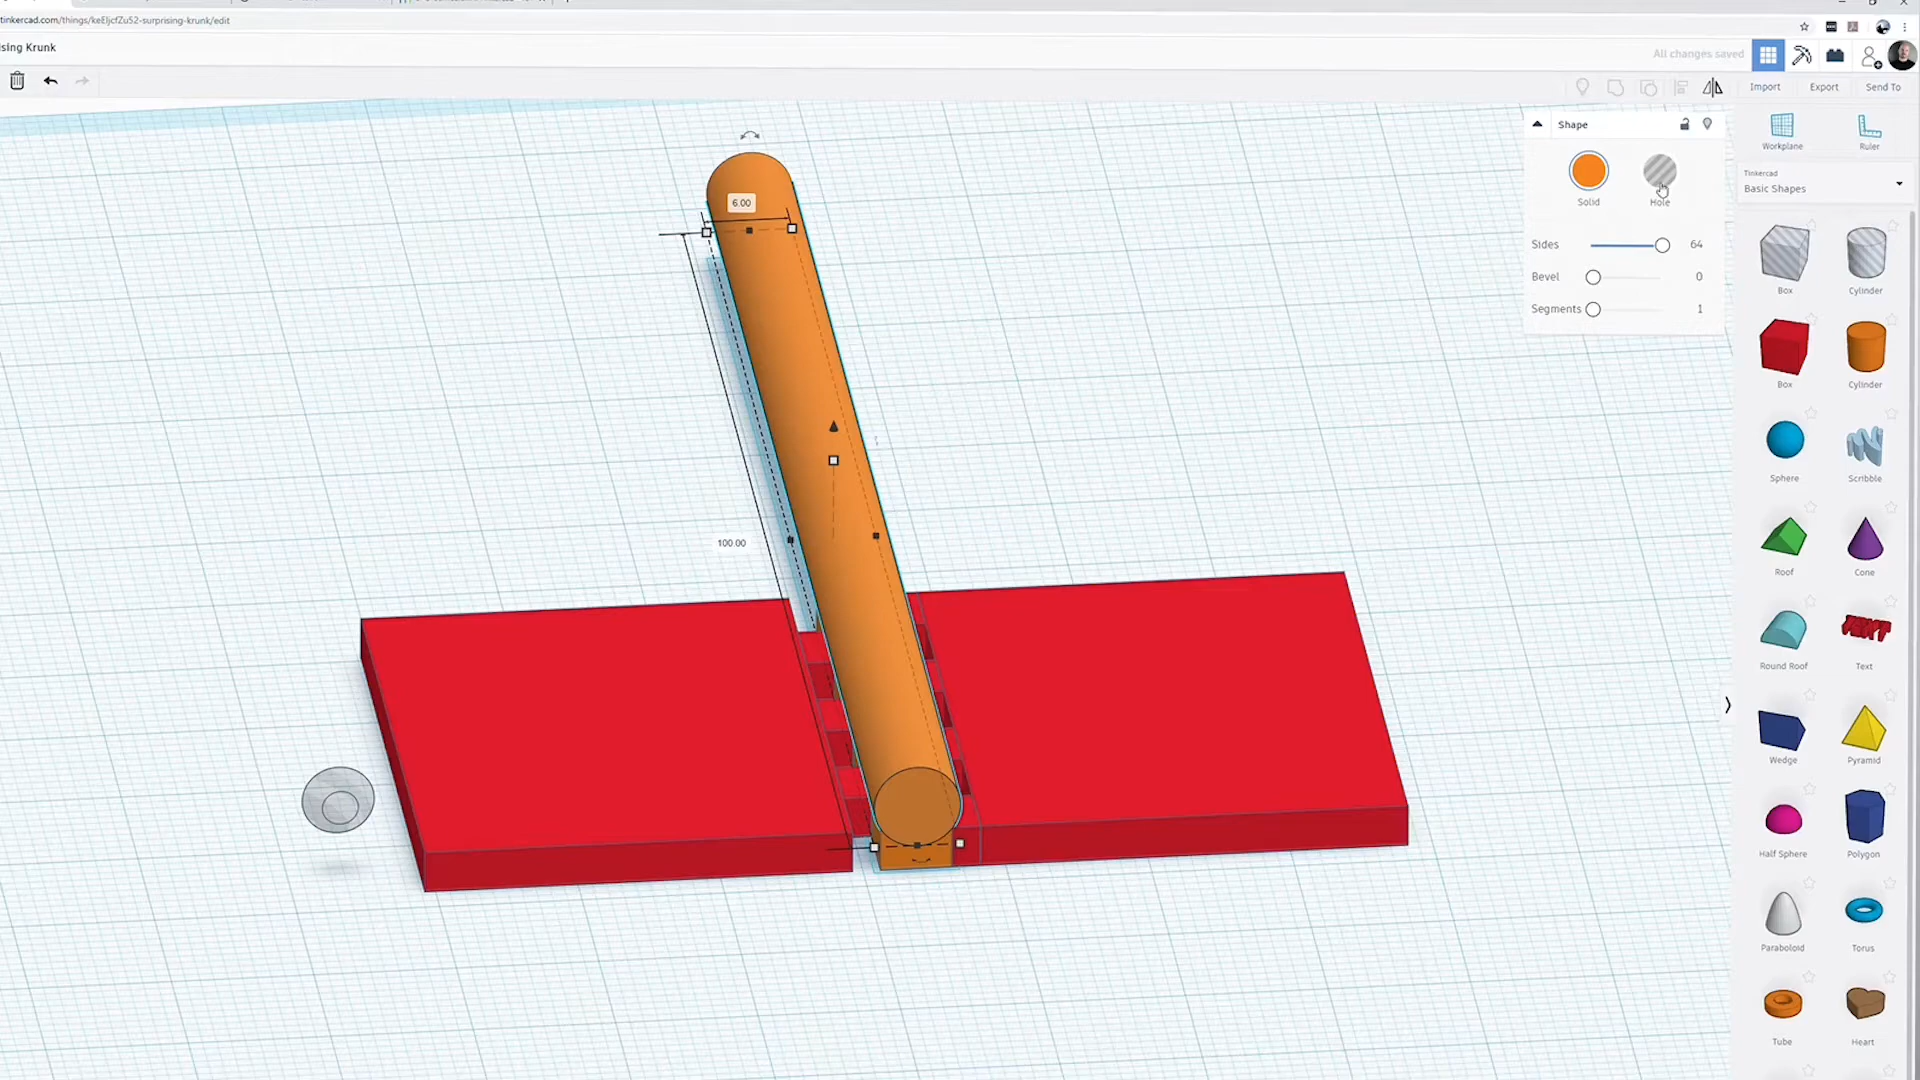 tinkercad.com/things/keEljcfZu52-surprising-krunk/edit
sing Krunk
All changes saved
Import
Export
Send To
Shape
Solid
Hole
Sides
64
Bevel
0
Segments
1
Workplane
Ruler
Tinkercad
Basic Shapes
Box
Cylinder
Box
Cylinder
Sphere
Scribble
Roof
Cone
Round Roof
TEXT
Text
Wedge
Pyramid
Half Sphere
Polygon
Paraboloid
Torus
Tube
Heart
6.00
100.00